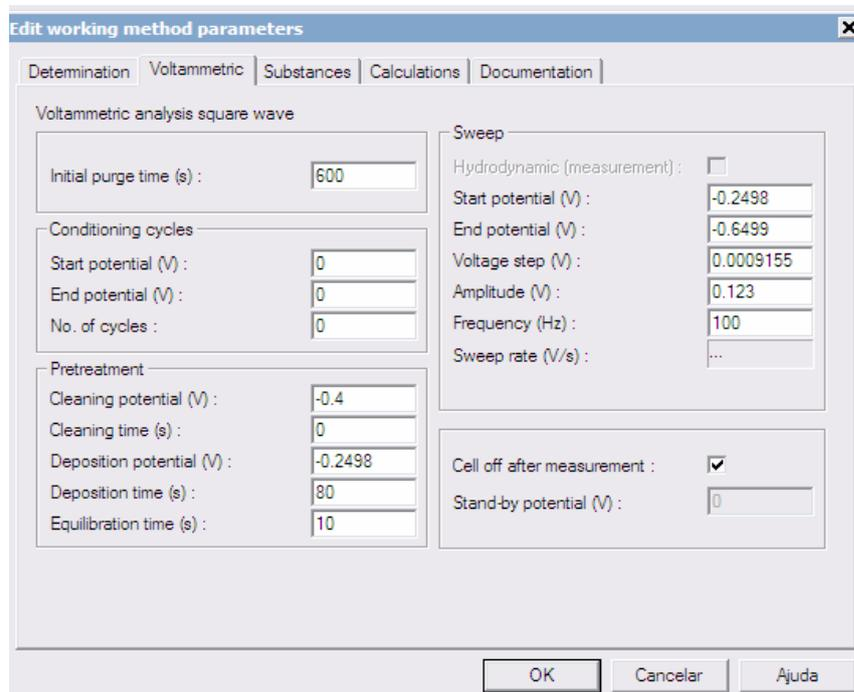 Edit working method parameters
Determination Voltammetric Substances Calculations Documentation
Voltammetric analysis square wave
Initial purge time (s) : 600
Conditioning cycles
Start potential (V) : 0
End potential (V) : 0
No. of cycles : 0
Pretreatment
Cleaning potential (V) : -0.4
Cleaning time (s) : 0
Deposition potential (V) : -0.2498
Deposition time (s) : 80
Equilibration time (s) : 10
Sweep
Hydrodynamic (measurement) :
Start potential (V) : -0.2498
End potential (V) : -0.6499
Voltage step (V) : 0.0009155
Amplitude (V) : 0.123
Frequency (Hz) : 100
Sweep rate (V/s) : ...
Cell off after measurement :
Stand-by potential (V) : 0
OK Cancelar Ajuda